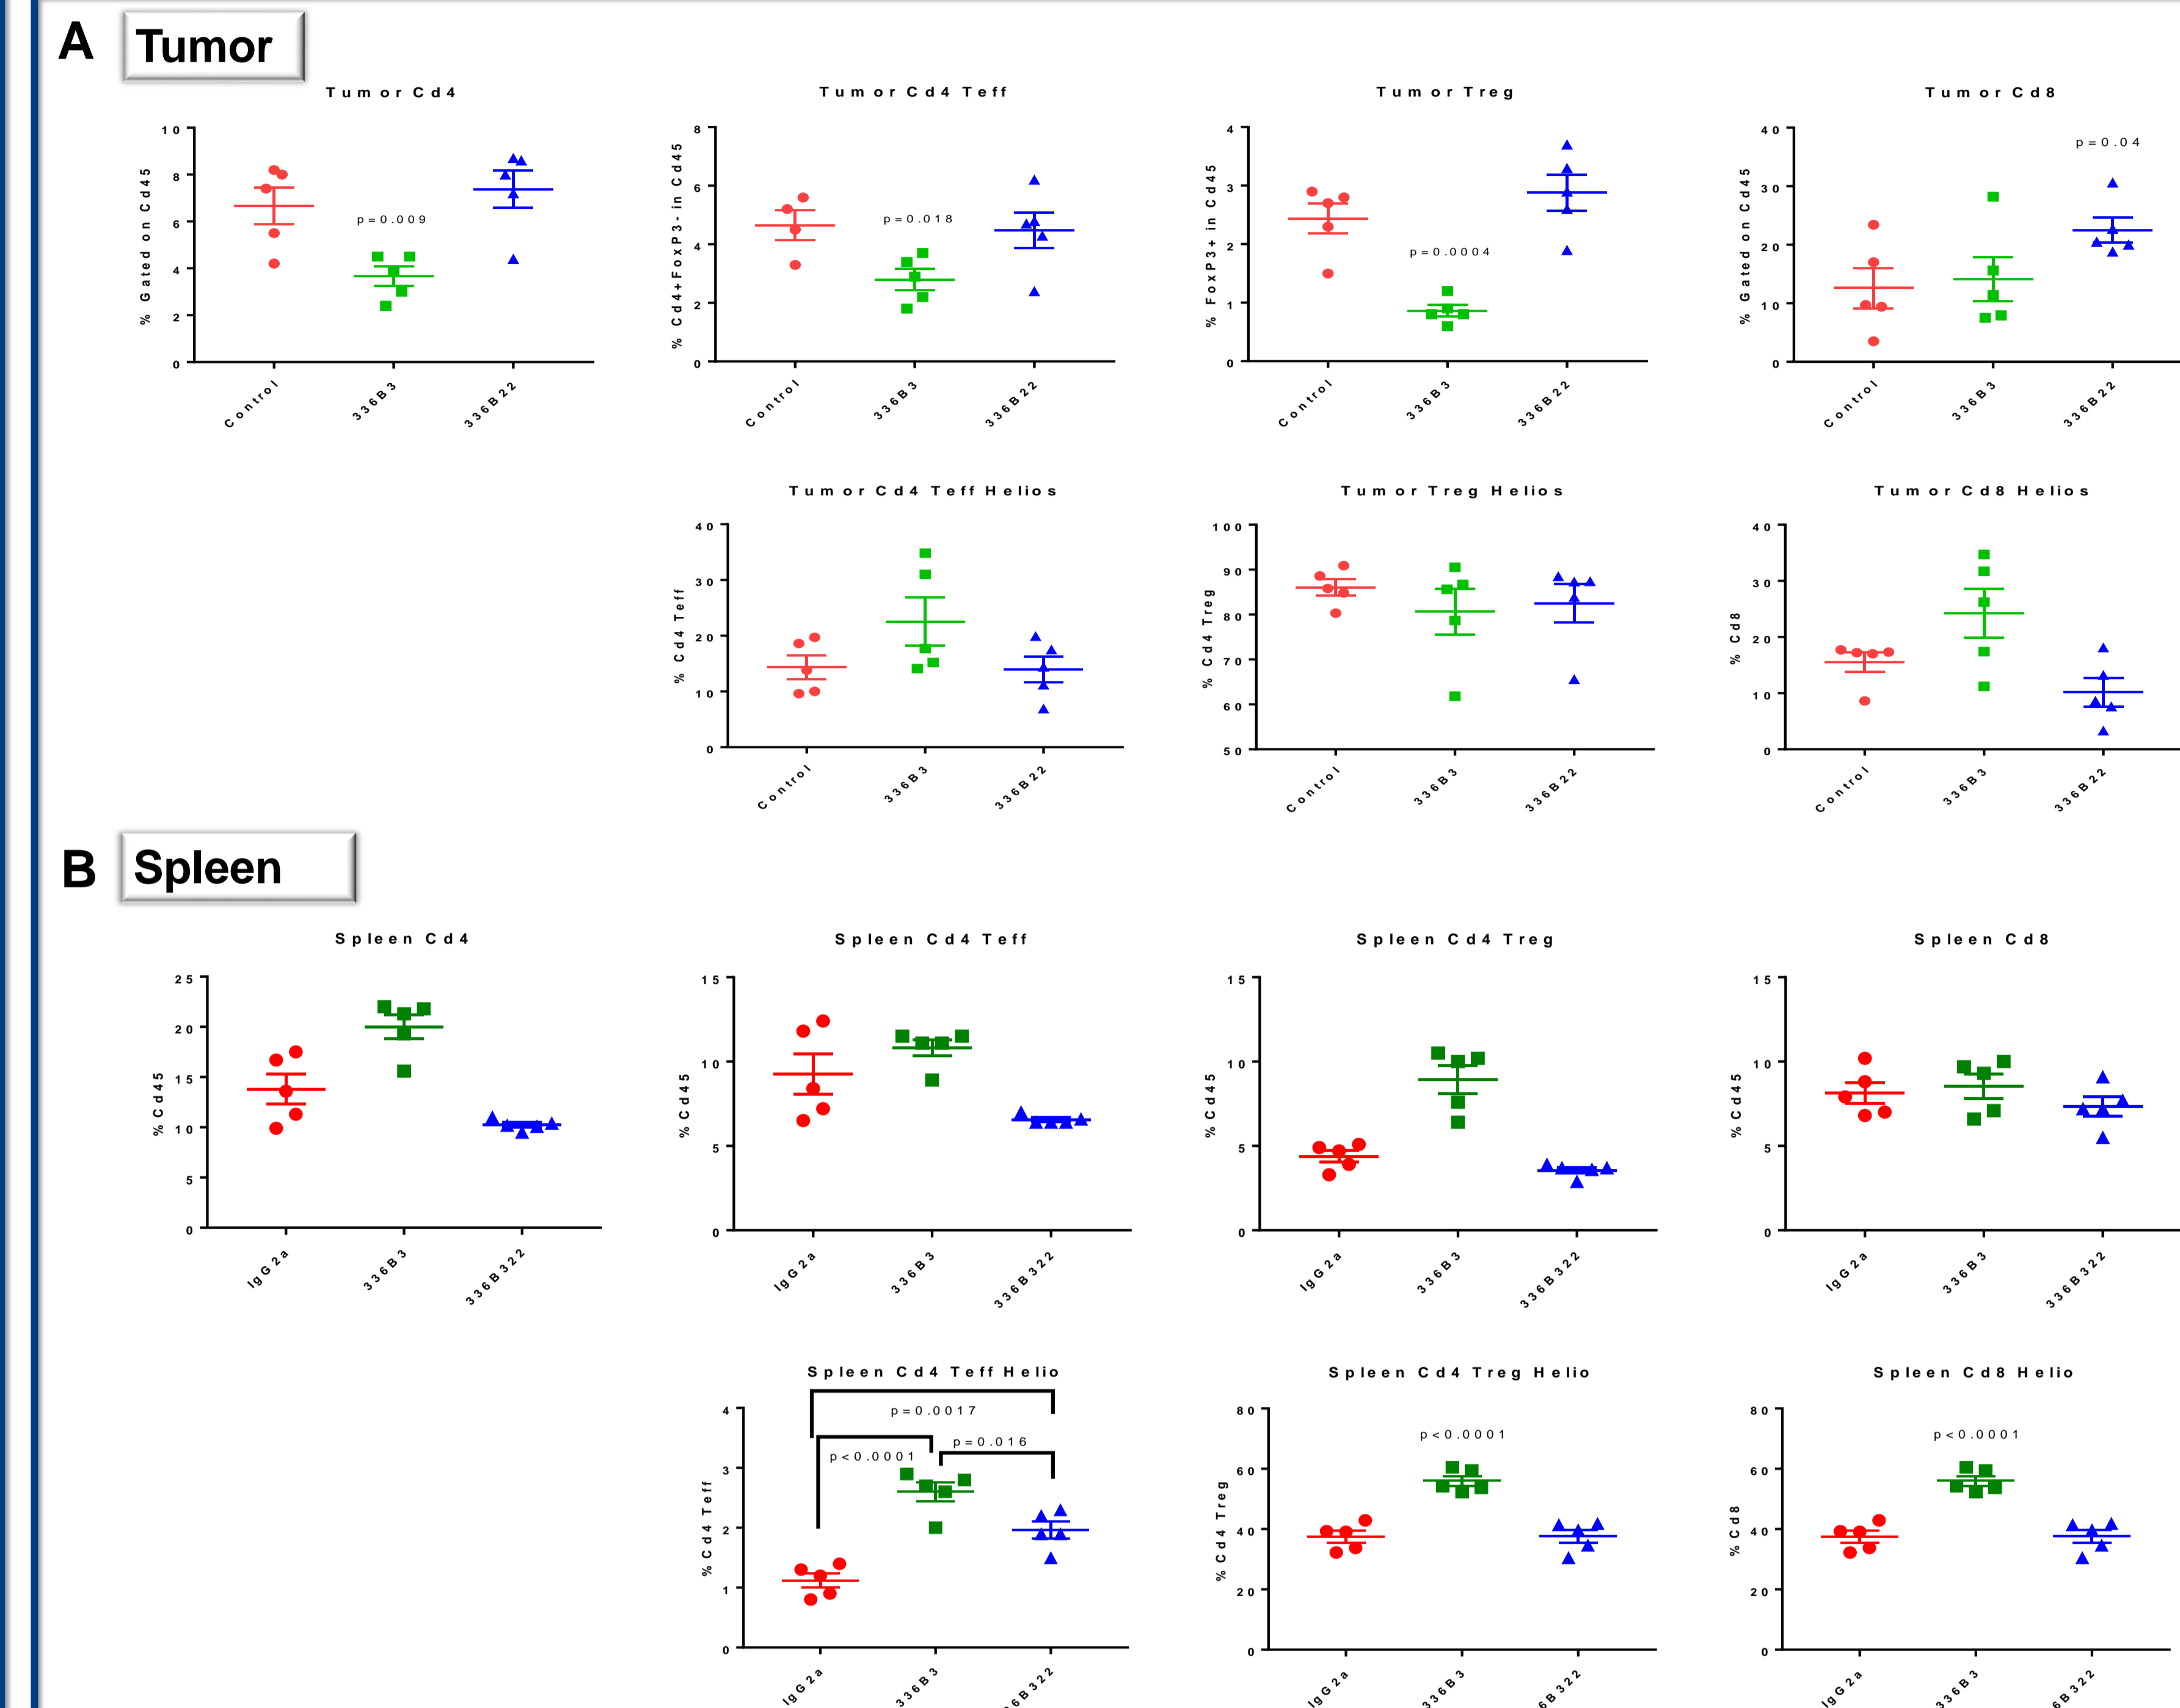 A Tumor
Tumor Cd4
% Gated on Cd45
10
8
6
4
2
0
p=0.009
Control
336B3
336B22
Tumor Cd4 Teff
% Cd4+FoxP3- in Cd45
8
6
4
2
0
p=0.018
Control
336B3
336B22
Tumor Treg
% FoxP3+ in Cd45
4
3
2
1
0
p=0.0004
Control
336B3
336B22
Tumor Cd8
% Gated on Cd45
40
30
20
10
0
p=0.04
Control
336B3
336B22
Tumor Cd4 Teff Helios
% Cd4 Teff
40
30
20
10
0
Control
336B3
336B22
Tumor Treg Helios
% Cd4 Treg
100
90
80
70
60
50
Control
336B3
336B22
Tumor Cd8 Helios
% Cd8
40
30
20
10
0
Control
336B3
336B22
B Spleen
Spleen Cd4
%Cd45
25
20
15
10
5
0
IgG2a
336B3
336B322
Spleen Cd4 Teff
%Cd45
15
10
5
0
IgG2a
336B3
336B322
Spleen Cd4 Treg
%Cd45
15
10
5
0
IgG2a
336B3
336B322
Spleen Cd8
%Cd45
15
10
5
0
IgG2a
336B3
336B322
Spleen Cd4 Teff Helio
%Cd4 Teff
4
3
2
1
0
p=0.0017
p<0.0001
p=0.016
IgG2a
336B3
6B322
Spleen Cd4 Treg Helio
%Cd4 Treg
80
60
40
20
0
p<0.0001
IgG2a
336B3
6B322
Spleen Cd8 Helio
%Cd8
80
60
40
20
0
p<0.0001
IgG2a
336B3
6B322